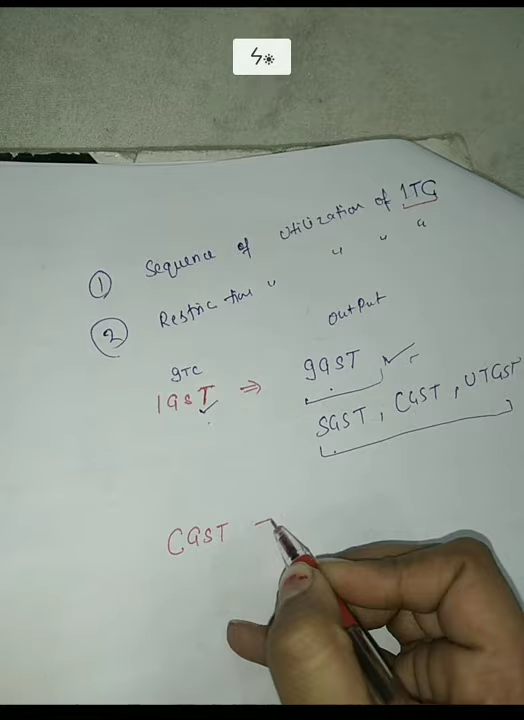 ① Sequence of Utilization of ITC
② Restriction " " " "
OUTPUT
ITC
IGST ✓ ⇒ IGST ✓
SGST, CGST, UTGST
CGST